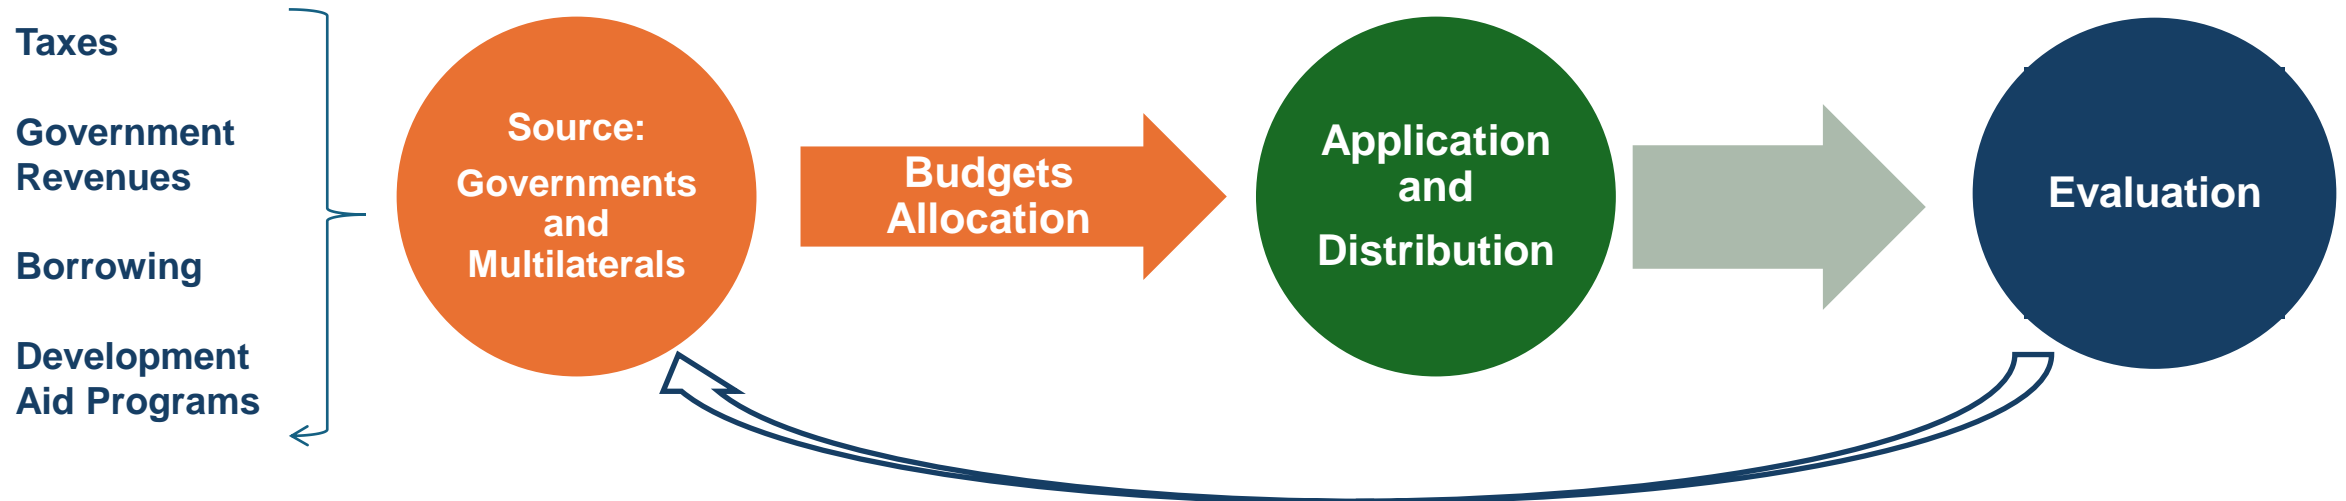 Taxes
Government
Revenues
Borrowing
Development
Aid Programs
Source:
Governments
and
Multilaterals
Budgets
Allocation
Application
and
Distribution
Evaluation